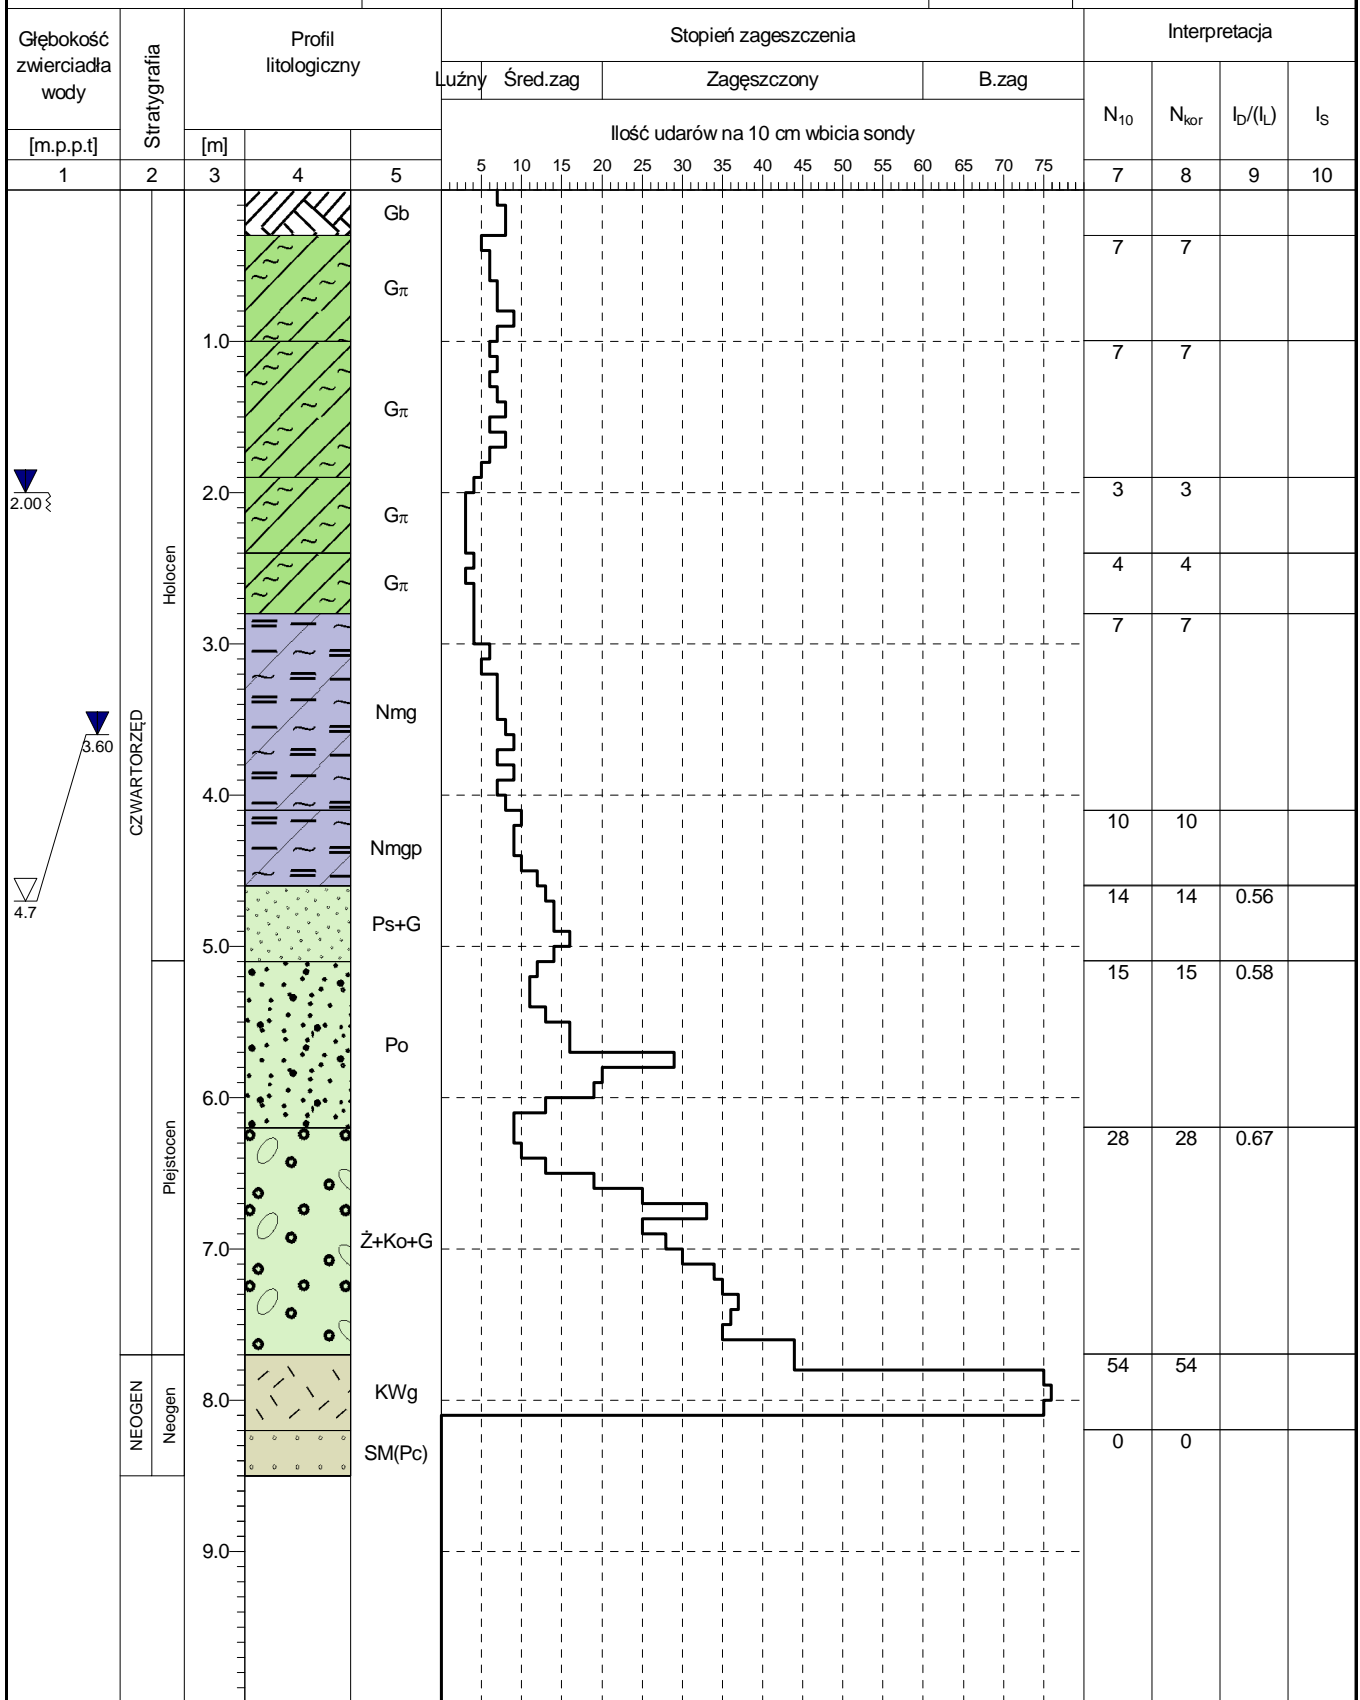 Głębokość
zwierciadła
wody
[m.p.p.t]
Stratygrafia
Profil
litologiczny
[m]
Stopień zageszczenia
Luźny Śred.zag Zagęszczony B.zag
Ilość udarów na 10 cm wbicia sondy
5 10 15 20 25 30 35 40 45 50 55 60 65 70 75
Interpretacja
N10 Nkor ID/(IL) IS
1 2 3 4 5 7 8 9 10
Gb
7 7
Gπ
1.0
7 7
Gπ
3 3
2.0
2.00
Gπ
4 4
Gπ
Holocen
7 7
3.0
Nmg
3.60
CZWARTORZĘD
4.0
10 10
Nmgp
14 14 0.56
4.7
Ps+G
5.0
15 15 0.58
Po
6.0
28 28 0.67
Plejstocen
Ż+Ko+G
7.0
54 54
KWg
8.0
NEOGEN
Neogen
0 0
SM(Pc)
9.0